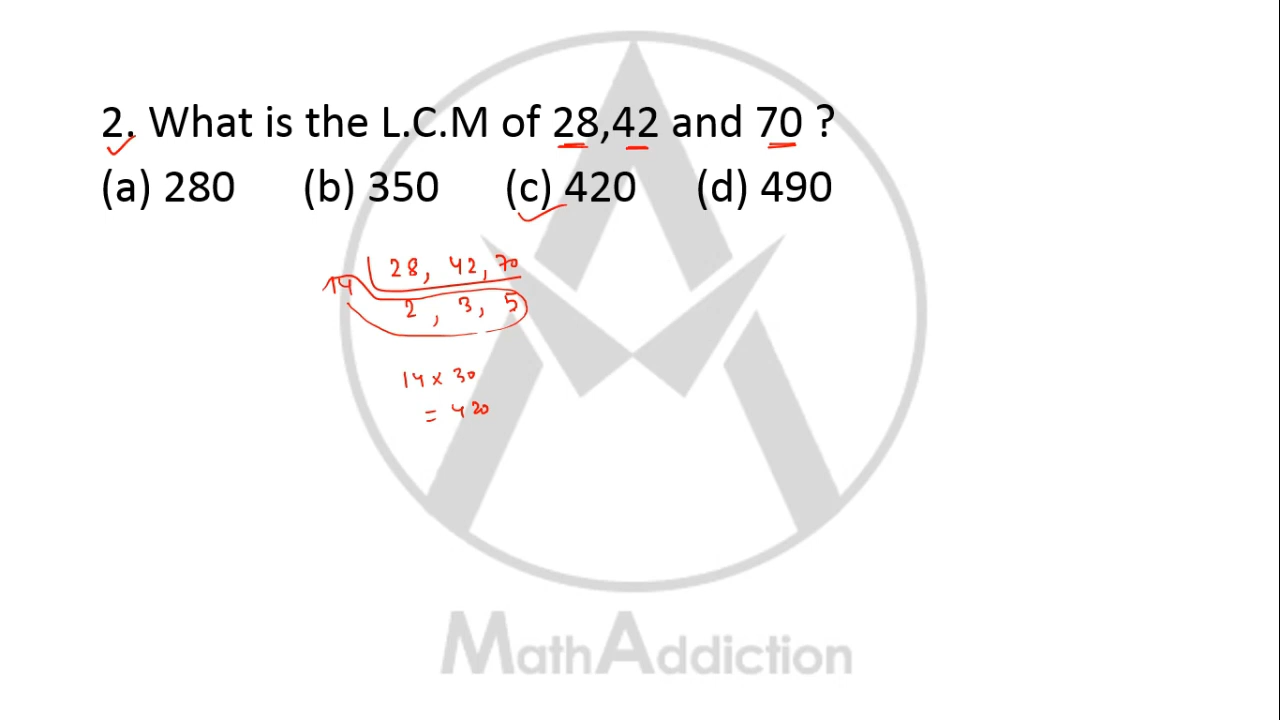 2. What is the L.C.M of 28,42 and 70 ?
(a) 280 (b) 350 (c) 420 (d) 490
14 28, 42, 70
2, 3, 5
14 x 30
= 420
MathAddiction